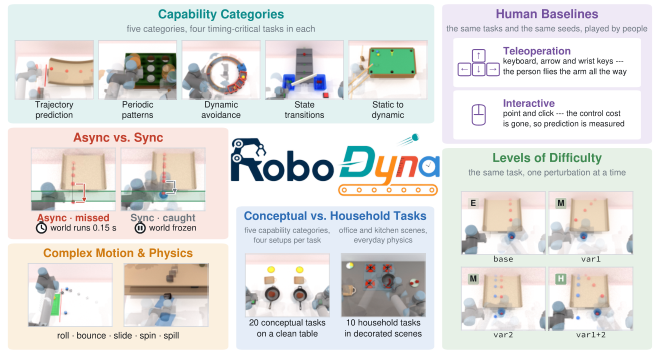 Capability Categories
five categories, four timing-critical tasks in each
Trajectory
prediction
Periodic
patterns
Dynamic
avoidance
State
transitions
Static to
dynamic
Human Baselines
the same tasks and the same seeds, played by people
Teleoperation
keyboard, arrow and wrist keys ---
the person flies the arm all the way
Interactive
point and click --- the control cost
is gone, so prediction is measured
Async vs. Sync
Async · missed
world runs 0.15 s
Sync · caught
world frozen
Robo Dyna
Levels of Difficulty
the same task, one perturbation at a time
E
base
M
var1
M
var2
H
var1+2
Complex Motion & Physics
roll · bounce · slide · spin · spill
Conceptual vs. Household Tasks
five capability categories,
four setups per task
office and kitchen scenes,
everyday physics
20 conceptual tasks
on a clean table
10 household tasks
in decorated scenes